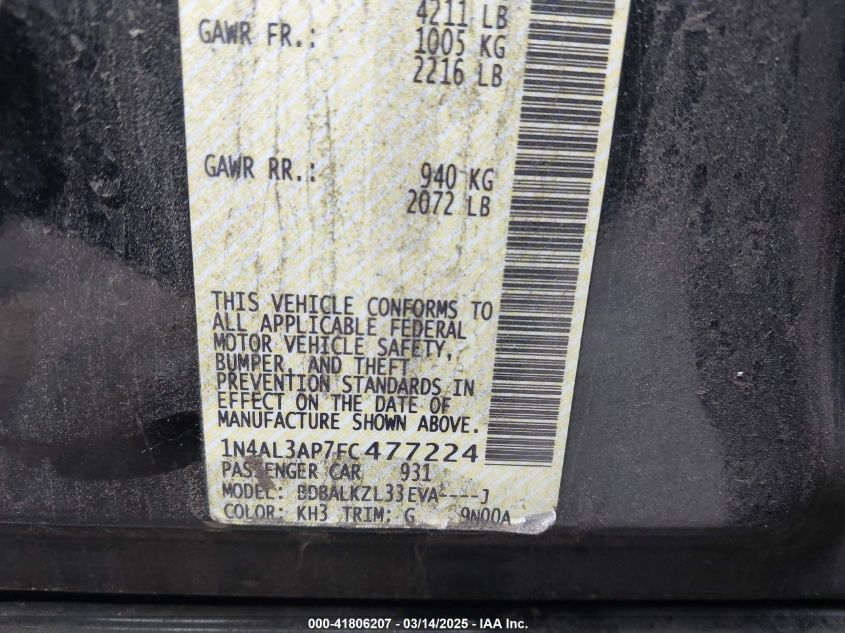 4211 LB
GAWR FR.: 1005 KG
2216 LB
GAWR RR.: 940 KG
2072 LB
THIS VEHICLE CONFORMS TO
ALL APPLICABLE FEDERAL
MOTOR VEHICLE SAFETY,
BUMPER, AND THEFT
PREVENTION STANDARDS IN
EFFECT ON THE DATE OF
MANUFACTURE SHOWN ABOVE.
1N4AL3AP7FC477224
PASSENGER CAR 931
MODEL: BDBALKZL33EVA----J
COLOR: KH3 TRIM: G 9N00A
000-41806207 - 03/14/2025 - IAA Inc.